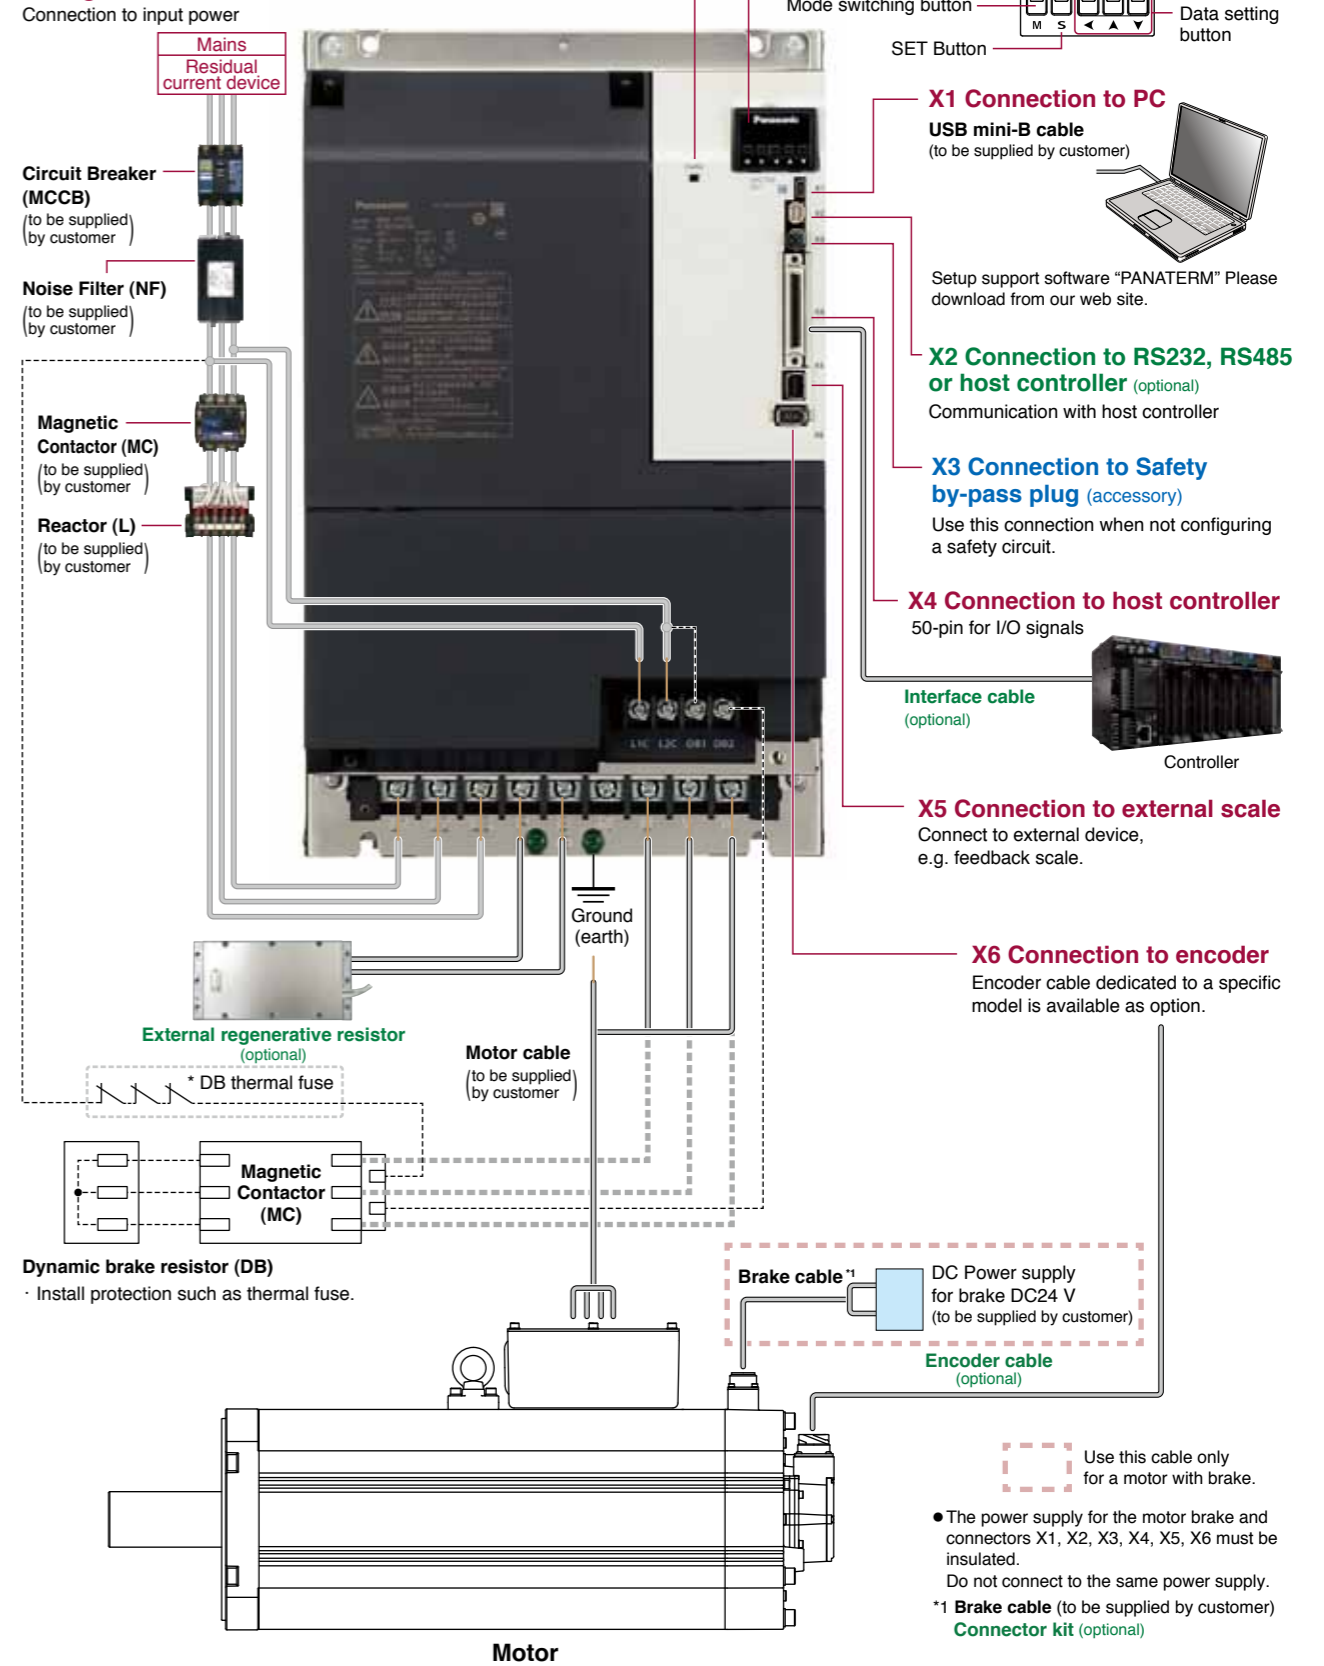 Connection to input power
Mains
Residual
current device
Circuit Breaker
(MCCB)
(to be supplied
by customer)
Noise Filter (NF)
(to be supplied
by customer)
Magnetic
Contactor (MC)
(to be supplied
by customer)
Reactor (L)
(to be supplied
by customer)
Mode switching button
M S
SET Button
Data setting
button
Panasonic
Panasonic
X1 Connection to PC
USB mini-B cable
(to be supplied by customer)
Setup support software “PANATERM” Please
download from our web site.
X2 Connection to RS232, RS485
or host controller (optional)
Communication with host controller
X3 Connection to Safety
by-pass plug (accessory)
Use this connection when not configuring
a safety circuit.
X4 Connection to host controller
50-pin for I/O signals
Interface cable
(optional)
Controller
L1C L2C DB1 DB2
X5 Connection to external scale
Connect to external device,
e.g. feedback scale.
X6 Connection to encoder
Encoder cable dedicated to a specific
model is available as option.
Ground
(earth)
External regenerative resistor
(optional)
* DB thermal fuse
Motor cable
(to be supplied
by customer)
Magnetic
Contactor
(MC)
Dynamic brake resistor (DB)
· Install protection such as thermal fuse.
Brake cable *1
DC Power supply
for brake DC24 V
(to be supplied by customer)
Encoder cable
(optional)
Use this cable only
for a motor with brake.
● The power supply for the motor brake and
connectors X1, X2, X3, X4, X5, X6 must be
insulated.
Do not connect to the same power supply.
*1 Brake cable (to be supplied by customer)
Connector kit (optional)
Motor